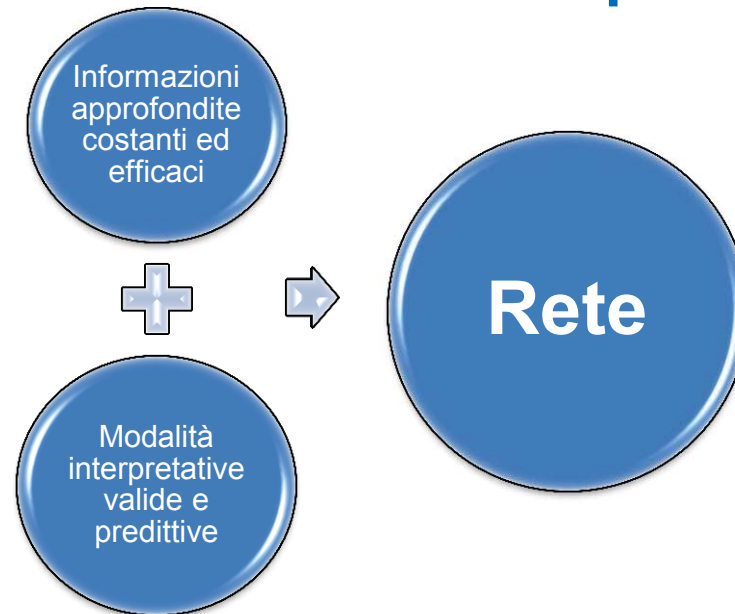 Informazioni
approfondite
costanti ed
efficaci
Modalità
interpretative
valide e
predittive
Rete